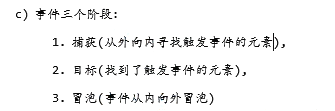 c) 事件三个阶段:
1. 捕获(从外向内寻找触发事件的元素),
2. 目标(找到了触发事件的元素),
3. 冒泡(事件从内向外冒泡)